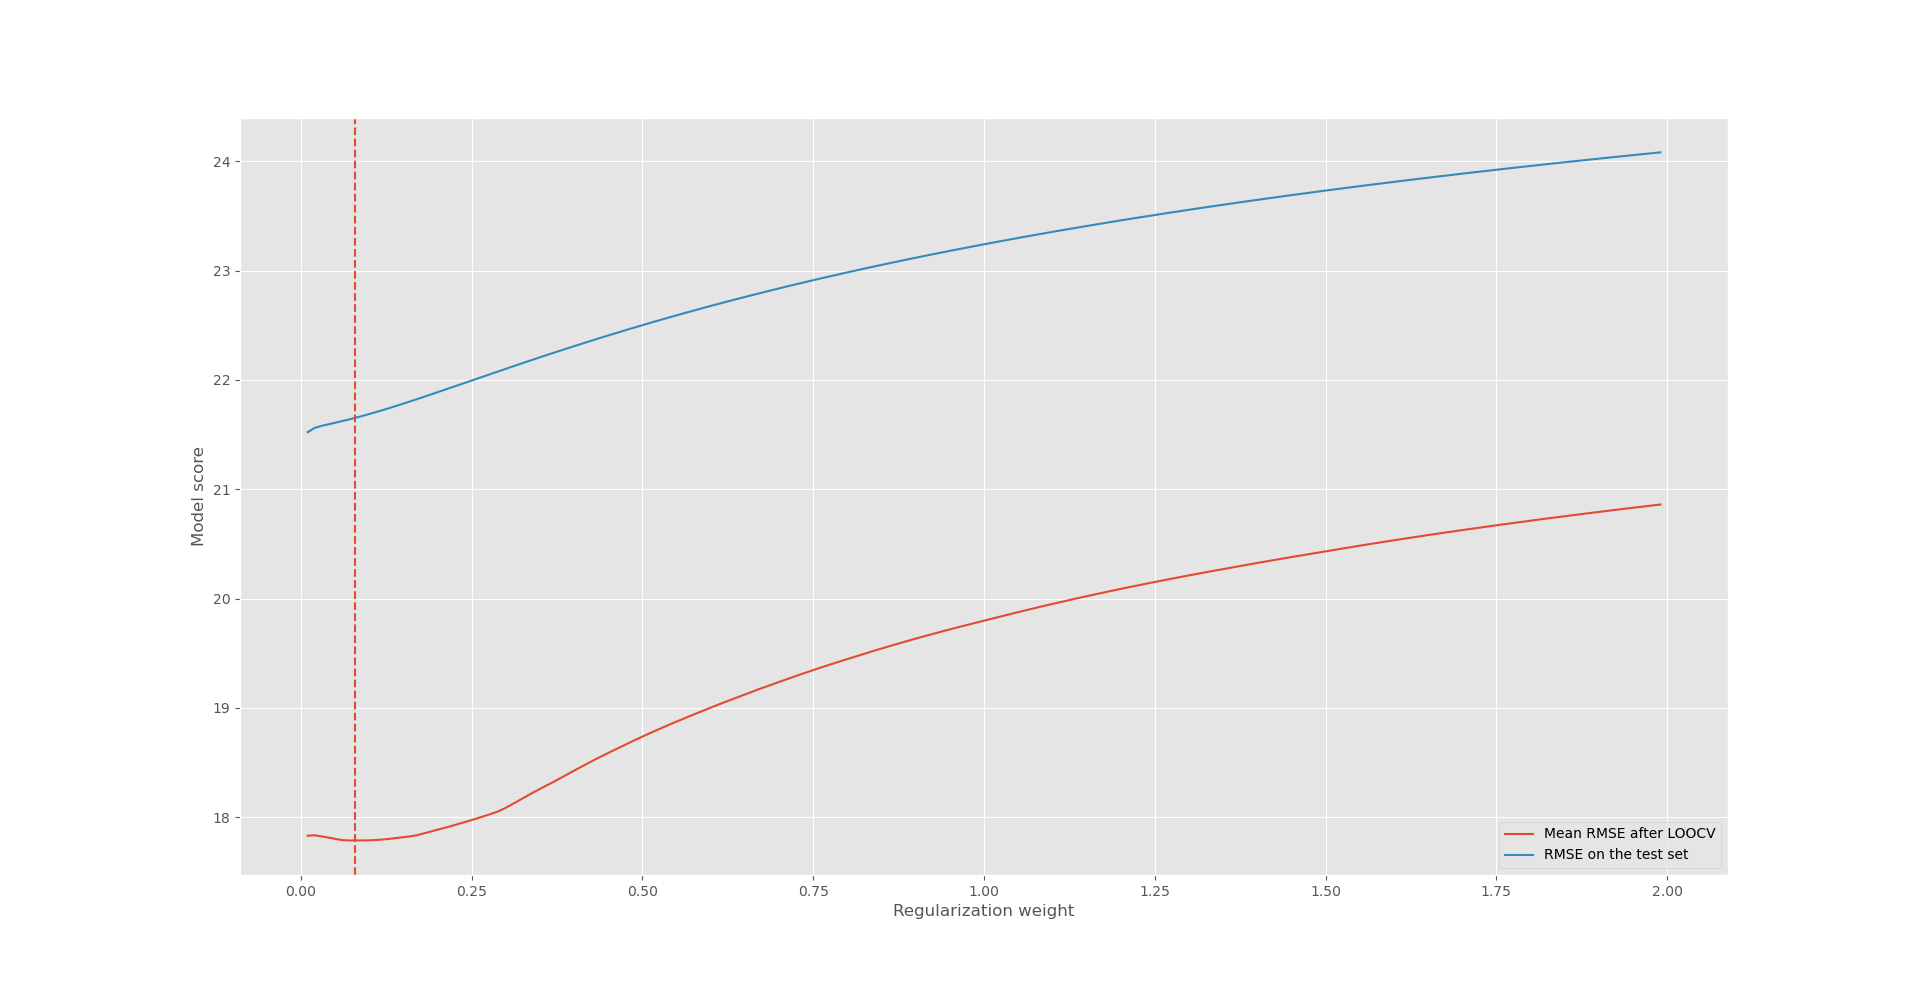 24
23
22
21
20
19
18
Model score
0.00 0.25 0.50 0.75 1.00 1.25 1.50 1.75 2.00
Regularization weight
Mean RMSE after LOOCV
RMSE on the test set